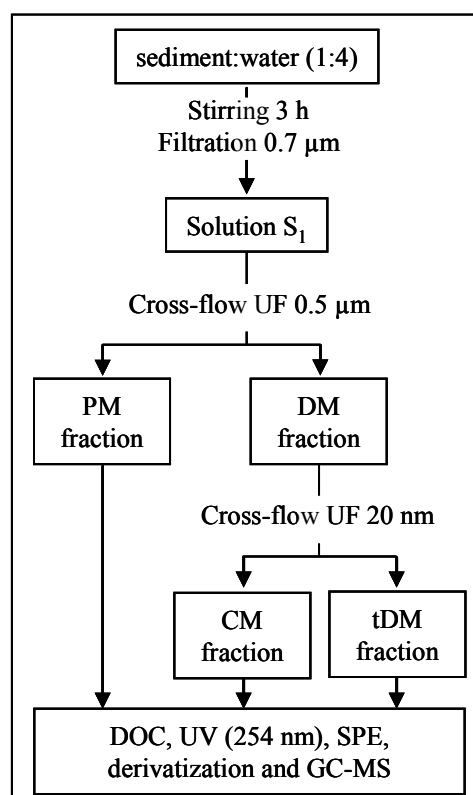 sediment:water (1:4)
Stirring 3 h
Filtration 0.7 µm
Solution S₁
Cross-flow UF 0.5 µm
PM
fraction
DM
fraction
Cross-flow UF 20 nm
CM
fraction
tDM
fraction
DOC, UV (254 nm), SPE,
derivatization and GC-MS